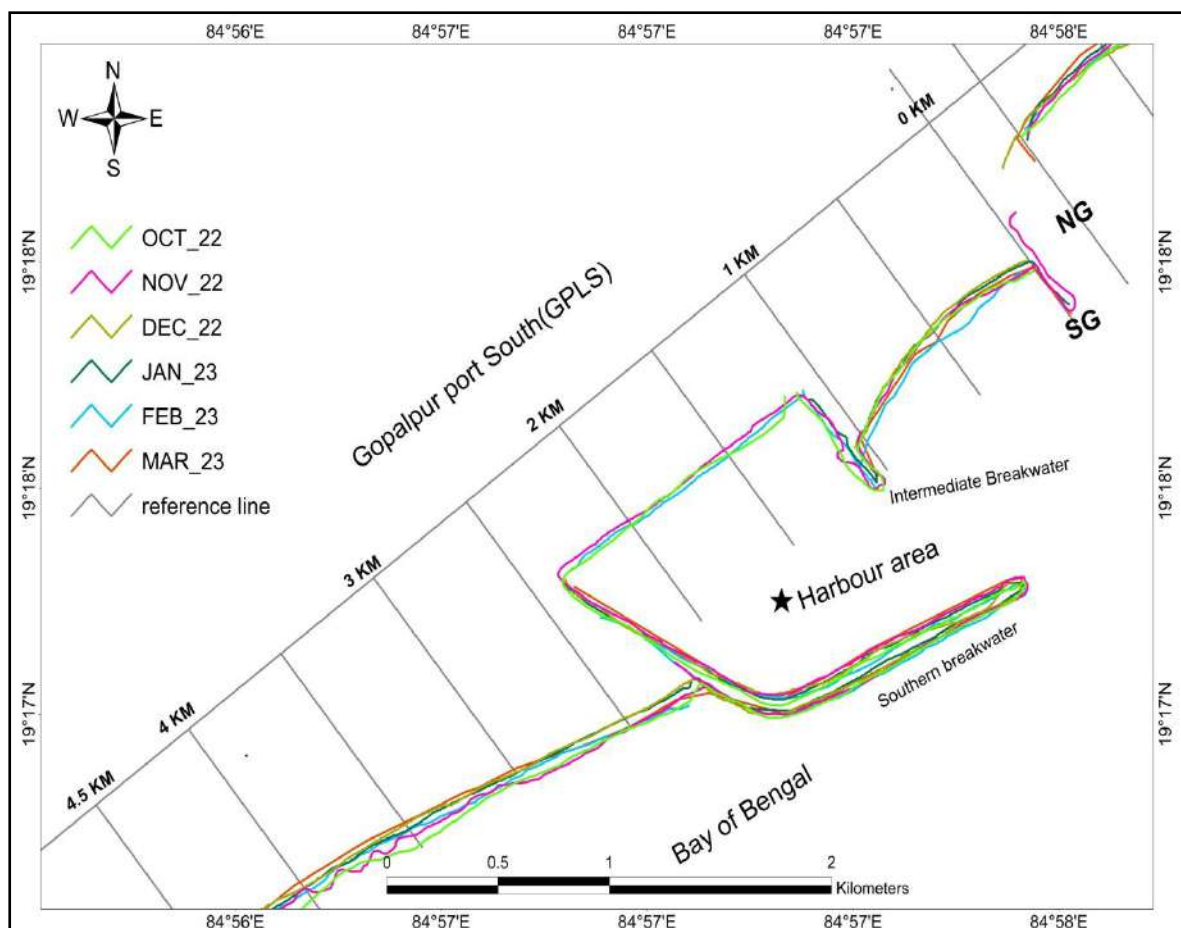 84°56'E 84°57'E 84°57'E 84°57'E 84°58'E
N
W E
S
OCT_22
NOV_22
DEC_22
JAN_23
FEB_23
MAR_23
reference line
19°18'N
19°18'N
19°17'N
Gopalpur port South(GPLS)
0 KM
1 KM
2 KM
3 KM
4 KM
4.5 KM
NG
SG
Intermediate Breakwater
Harbour area
Southern breakwater
Bay of Bengal
19°18'N
19°18'N
19°17'N
0 0.5 1 2
Kilometers
84°56'E 84°57'E 84°57'E 84°57'E 84°58'E